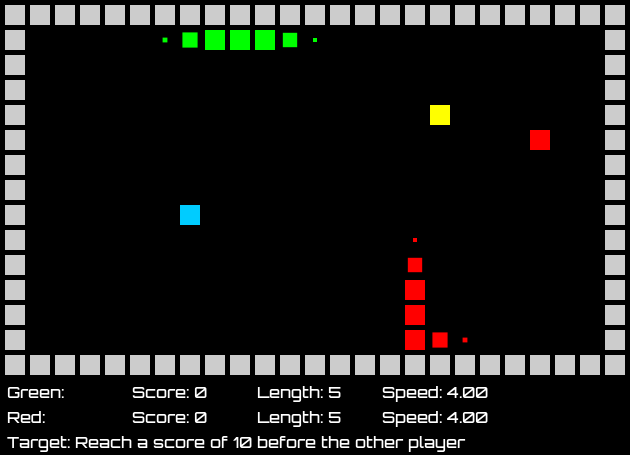 Green: Score: 0 Length: 5 Speed: 4.00
Red: Score: 0 Length: 5 Speed: 4.00
Target: Reach a score of 10 before the other player